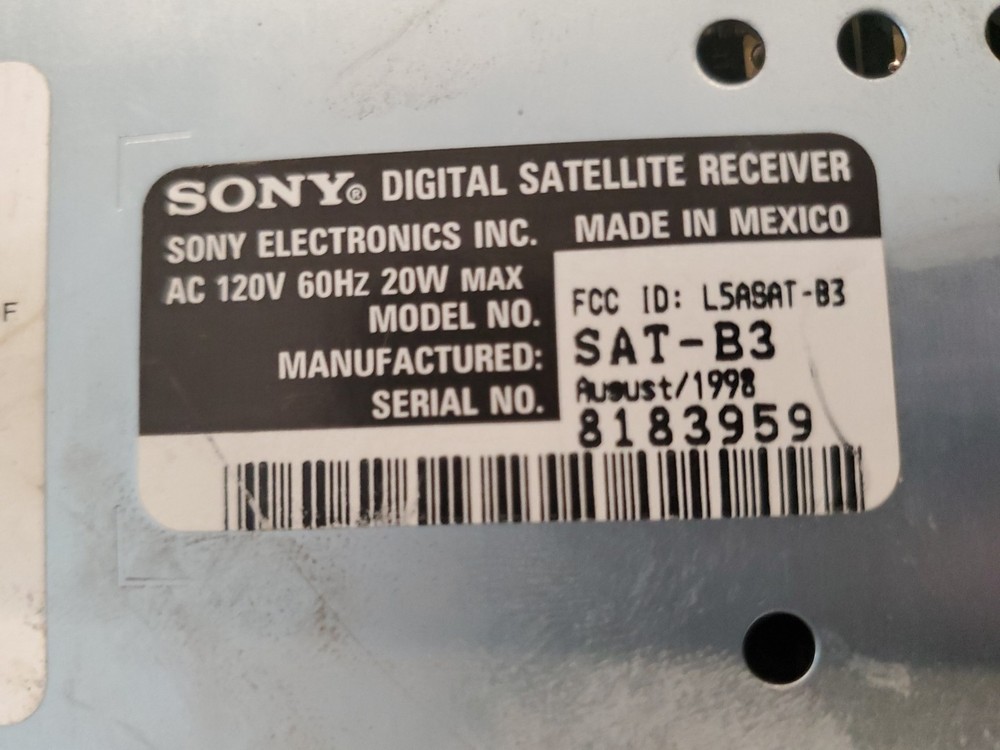 F
SONY® DIGITAL SATELLITE RECEIVER
SONY ELECTRONICS INC. MADE IN MEXICO
AC 120V 60Hz 20W MAX
FCC ID: L5ASAT-B3
MODEL NO. SAT-B3
MANUFACTURED: August/1998
SERIAL NO. 8183959